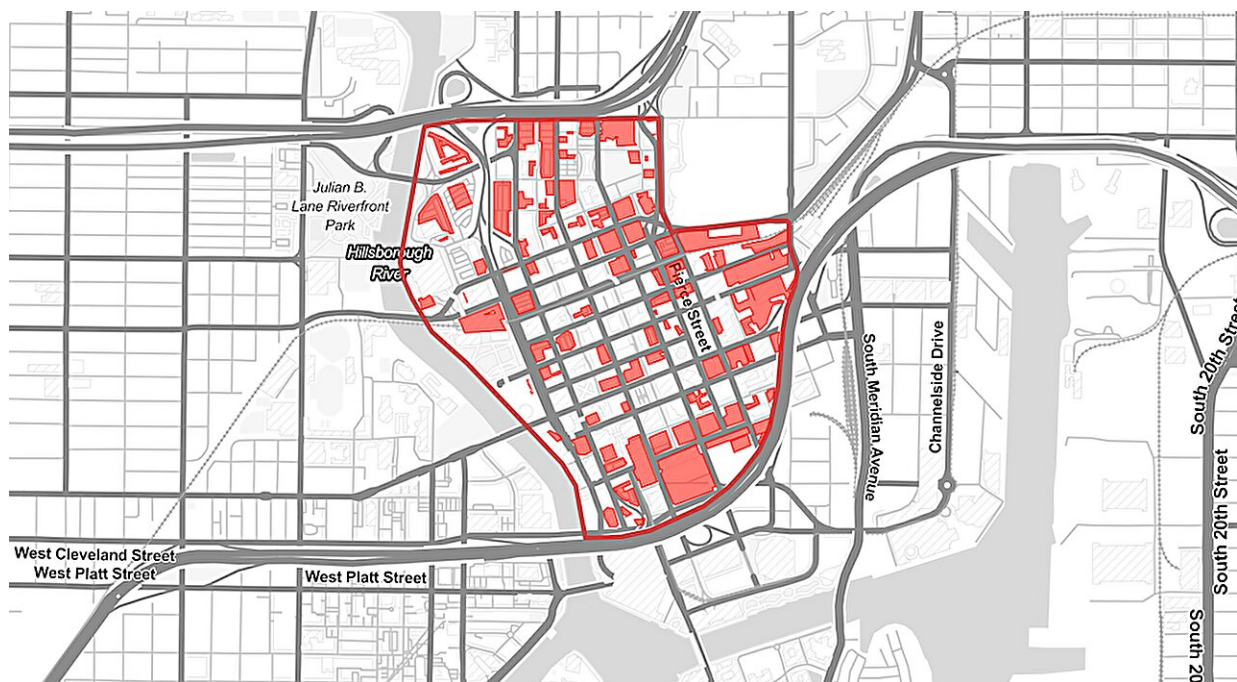 Julian B.
Lane Riverfront
Park
Hillsborough
River
Pierce Street
South Meridian Avenue
Channelside Drive
South 20th Street
South 20th Street
South 20
West Cleveland Street
West Platt Street
West Platt Street